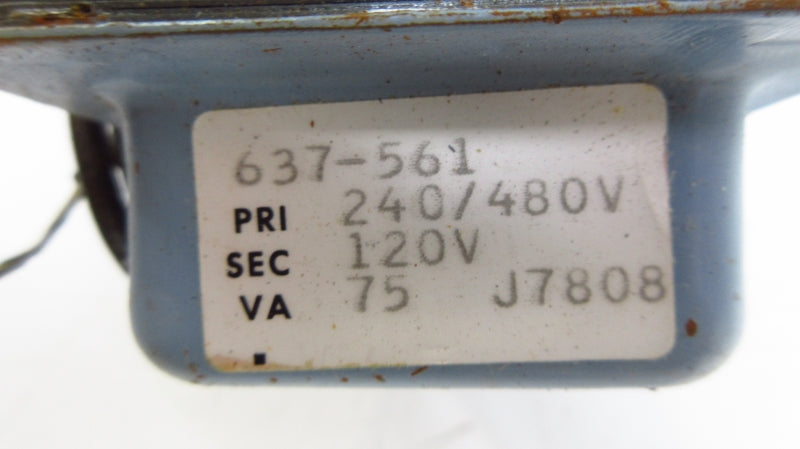 637-561
PRI 240/480V
SEC 120V
VA 75 J7808